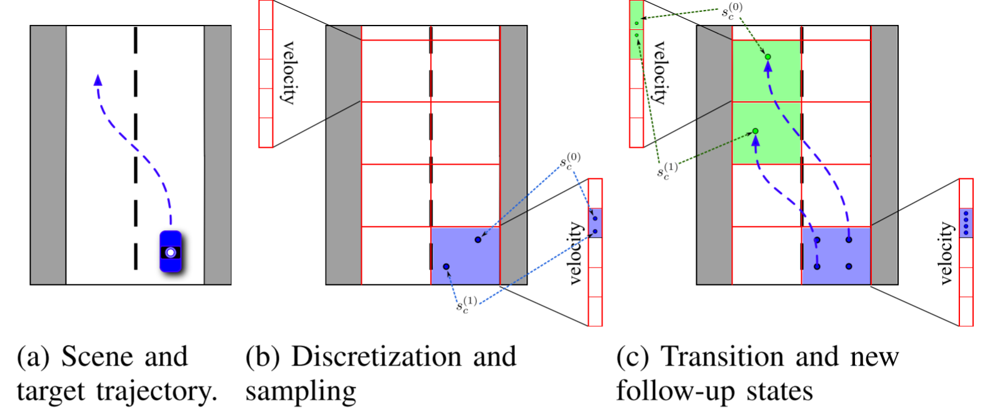 velocity
s_c^{(0)}
velocity
s_c^{(1)}
s_c^{(0)}
velocity
s_c^{(1)}
velocity
(a) Scene and
target trajectory.
(b) Discretization and
sampling
(c) Transition and new
follow-up states